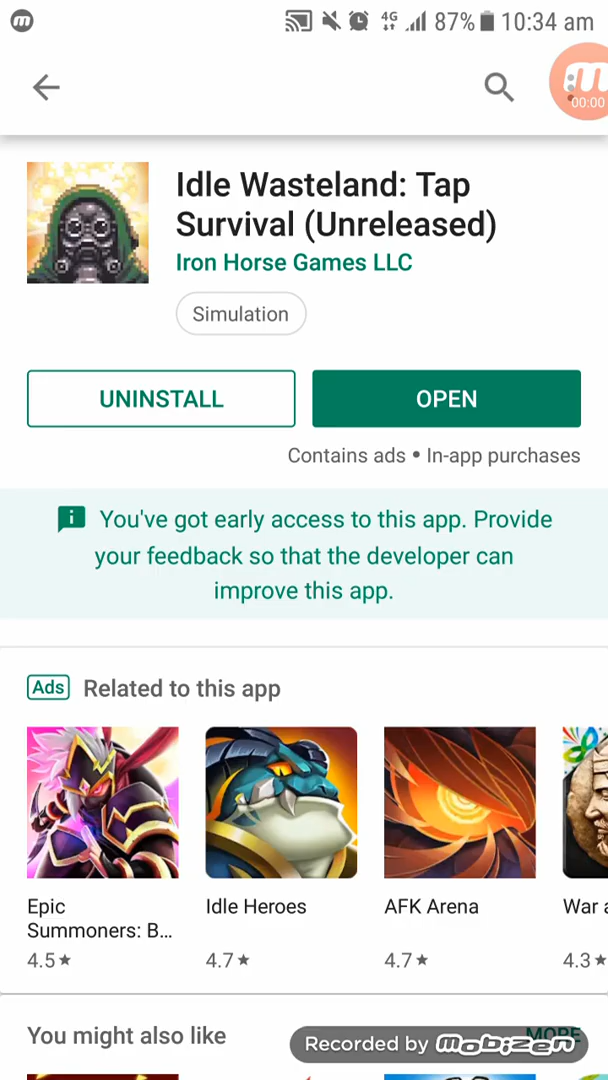 4G 87% 10:34 am
00:00
Idle Wasteland: Tap
Survival (Unreleased)
Iron Horse Games LLC
Simulation
UNINSTALL
OPEN
Contains ads • In-app purchases
You've got early access to this app. Provide
your feedback so that the developer can
improve this app.
Ads Related to this app
Epic
Summoners: B...
4.5★
Idle Heroes
4.7★
AFK Arena
4.7★
War
4.3★
You might also like
MORE
Recorded by Mobizen